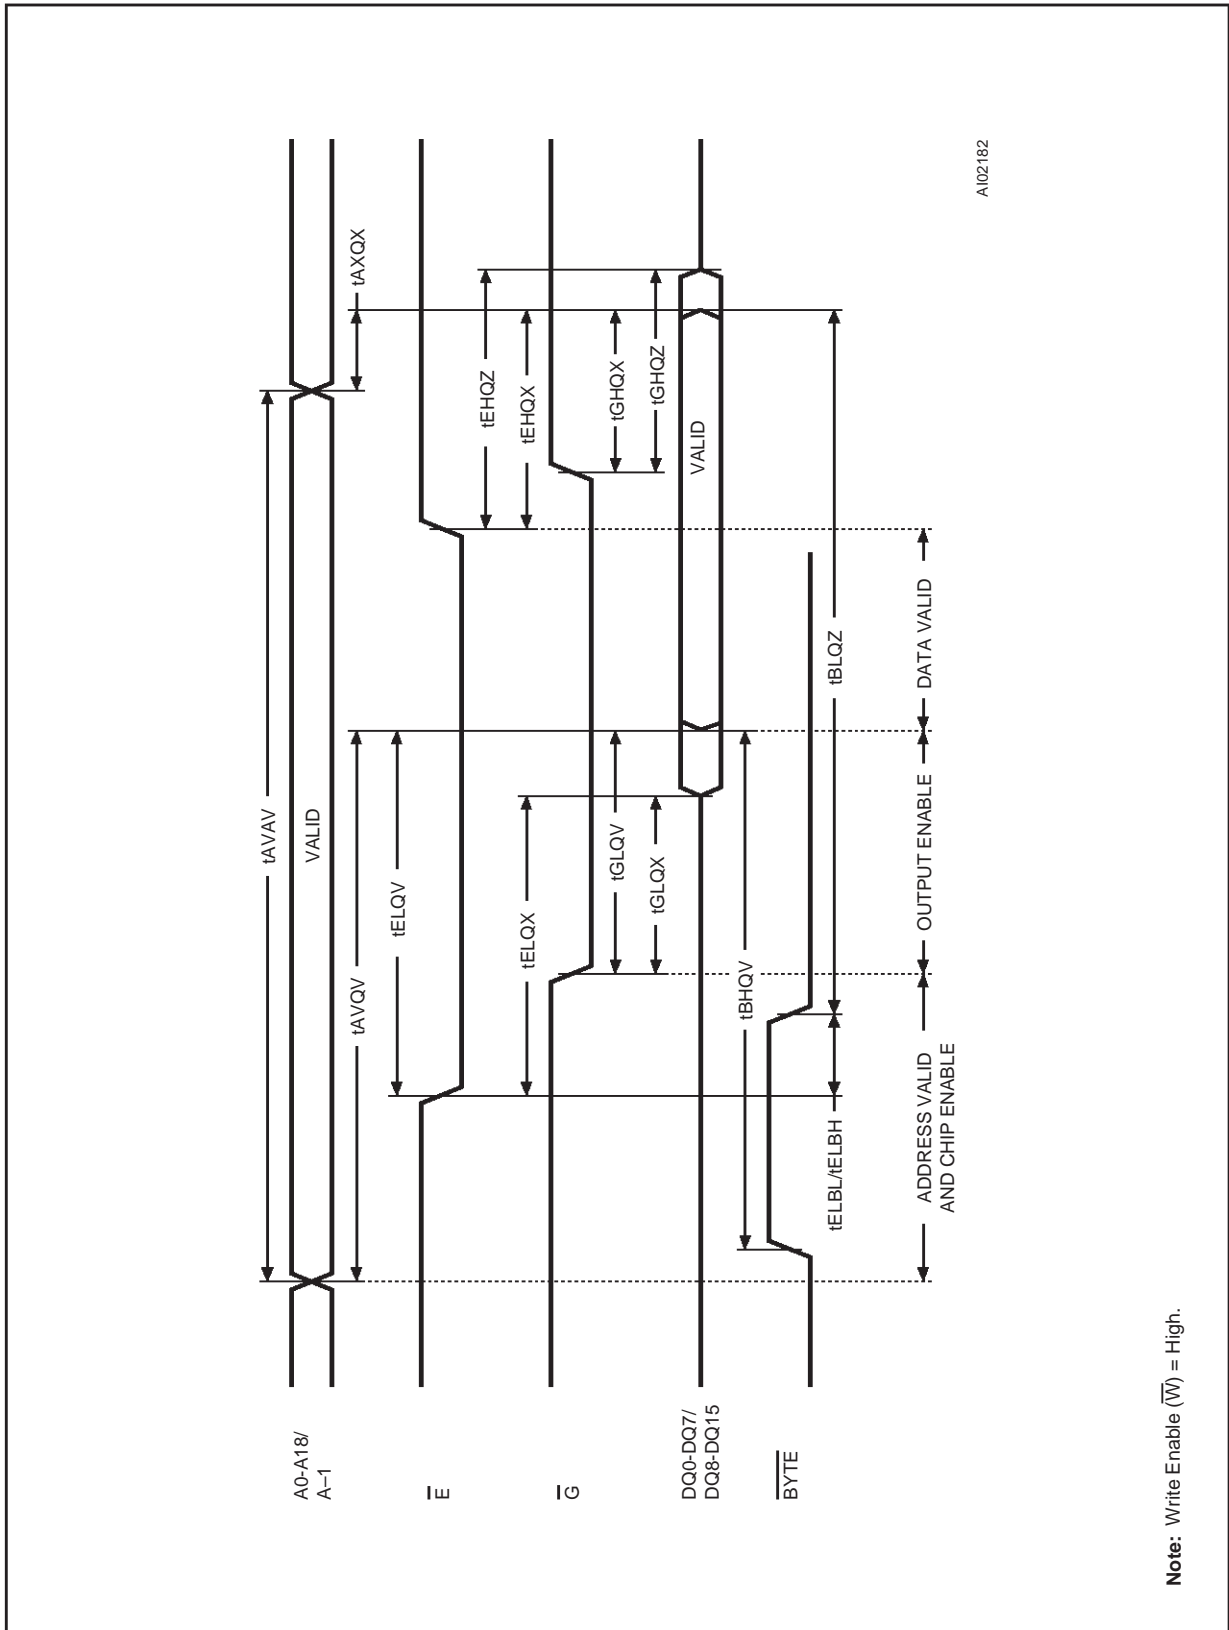 tAVAV
A0-A18/
A–1
VALID
tAVQV
tAXQX
tELQV
E
tEHQZ
tELQX
tEHQX
G
tGLQV
tGHQX
tGLQX
tGHQZ
DQ0-DQ7/
DQ8-DQ15
VALID
tBHQV
BYTE
tELBL/tELBH
tBLQZ
ADDRESS VALID
AND CHIP ENABLE
OUTPUT ENABLE
DATA VALID
AI02182
Note: Write Enable (W) = High.